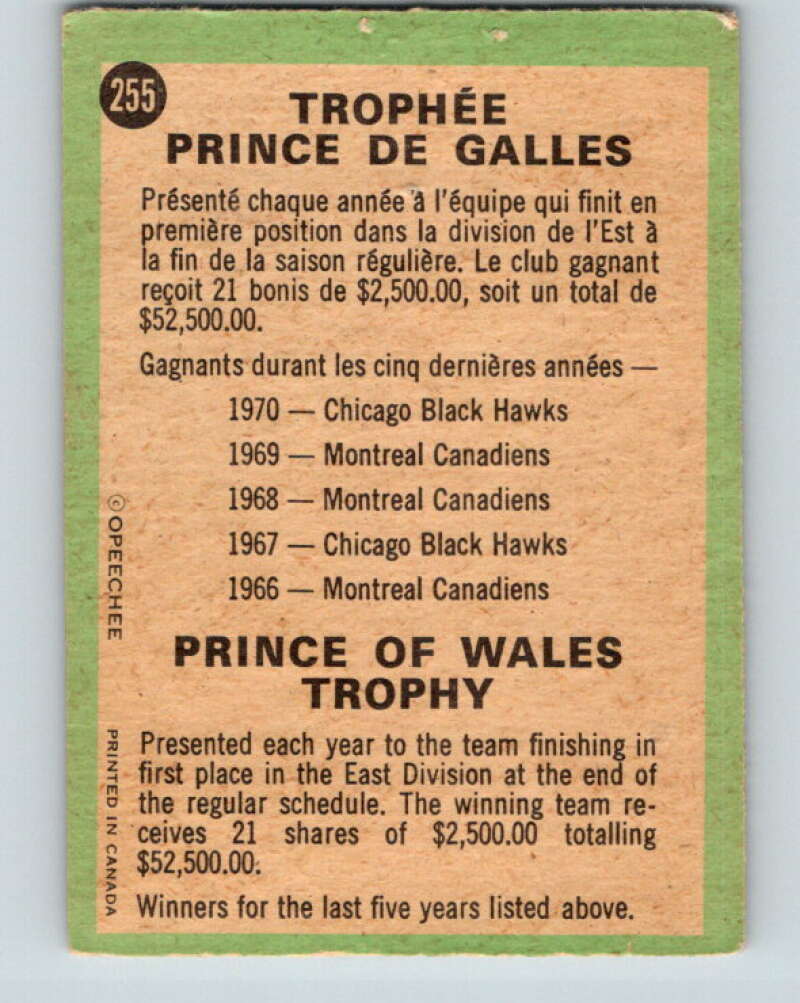 255
TROPHÉE
PRINCE DE GALLES
Présenté chaque année à l'équipe qui finit en
première position dans la division de l'Est à
la fin de la saison régulière. Le club gagnant
reçoit 21 bonis de $2,500.00, soit un total de
$52,500.00.
Gagnants durant les cinq dernières années —
1970 — Chicago Black Hawks
1969 — Montreal Canadiens
1968 — Montreal Canadiens
1967 — Chicago Black Hawks
1966 — Montreal Canadiens
PRINCE OF WALES
TROPHY
Presented each year to the team finishing in
first place in the East Division at the end of
the regular schedule. The winning team re-
ceives 21 shares of $2,500.00 totalling
$52,500.00.
Winners for the last five years listed above.
© OPEECHEE
PRINTED IN CANADA